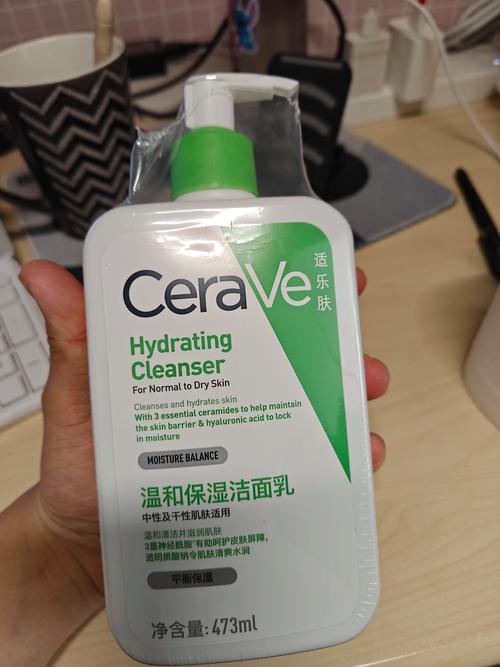 CeraVe
适乐肤
Hydrating
Cleanser
For Normal to Dry Skin
Cleanses and hydrates skin
With 3 essential ceramides to help maintain
the skin barrier & hyaluronic acid to lock
in moisture
MOISTURE BALANCE
温和保湿洁面乳
中性及干性肌肤适用
温和清洁并滋润肌肤
3重神经酰胺*有助呵护皮肤屏障，
透明质酸钠令肌肤清爽水润
平衡保湿
净含量: 473ml